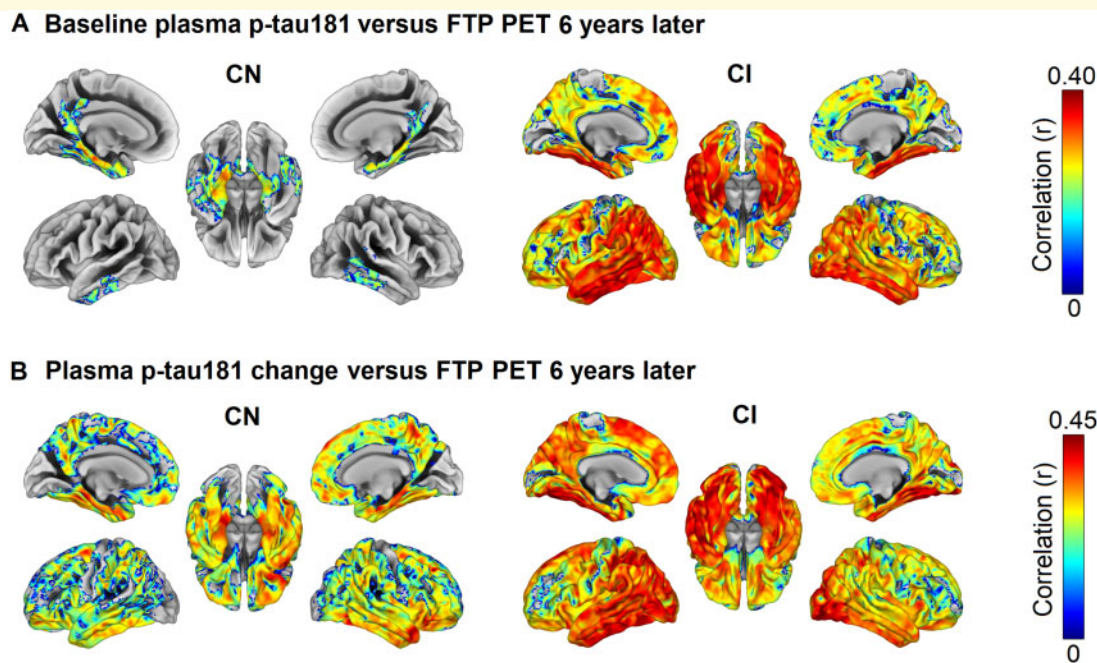 A Baseline plasma p-tau181 versus FTP PET 6 years later
CN
CI
0.40
Correlation (r)
0
B Plasma p-tau181 change versus FTP PET 6 years later
CN
CI
0.45
Correlation (r)
0